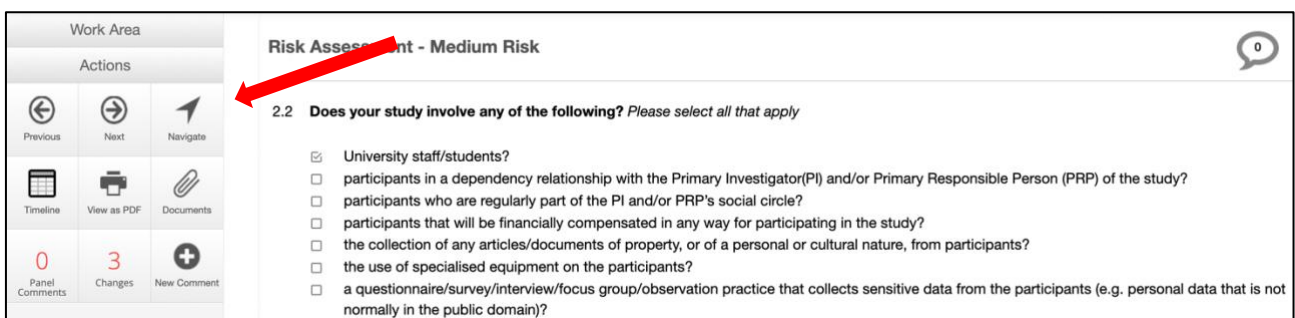 Work Area
Actions
Previous
Next
Navigate
Timeline
View as PDF
Documents
0
Panel
Comments
3
Changes
New Comment
Risk - Medium Risk
0
2.2 Does your study involve any of the following? Please select all that apply
University staff/students?
participants in a dependency relationship with the Primary Investigator(PI) and/or Primary Responsible Person (PRP) of the study?
participants who are regularly part of the PI and/or PRP's social circle?
participants that will be financially compensated in any way for participating in the study?
the collection of any articles/documents of property, or of a personal or cultural nature, from participants?
the use of specialised equipment on the participants?
a questionnaire/survey/interview/focus group/observation practice that collects sensitive data from the participants (e.g. personal data that is not
normally in the public domain)?